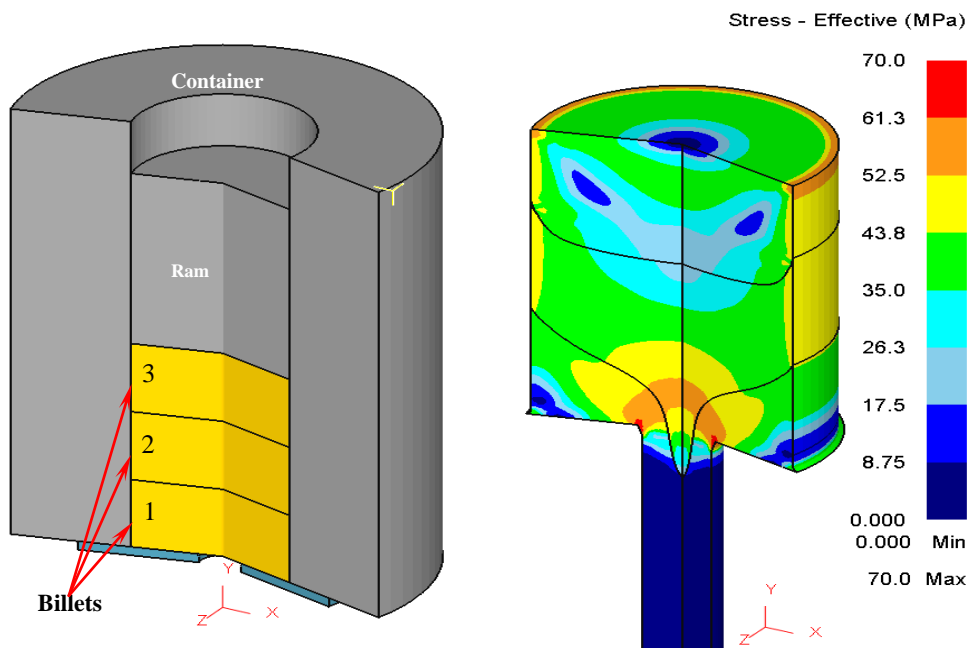 Container
Ram
3
2
1
Billets
Y
Z
X
Stress - Effective (MPa)
70.0
61.3
52.5
43.8
35.0
26.3
17.5
8.75
0.000
0.000 Min
70.0 Max
Y
Z
X